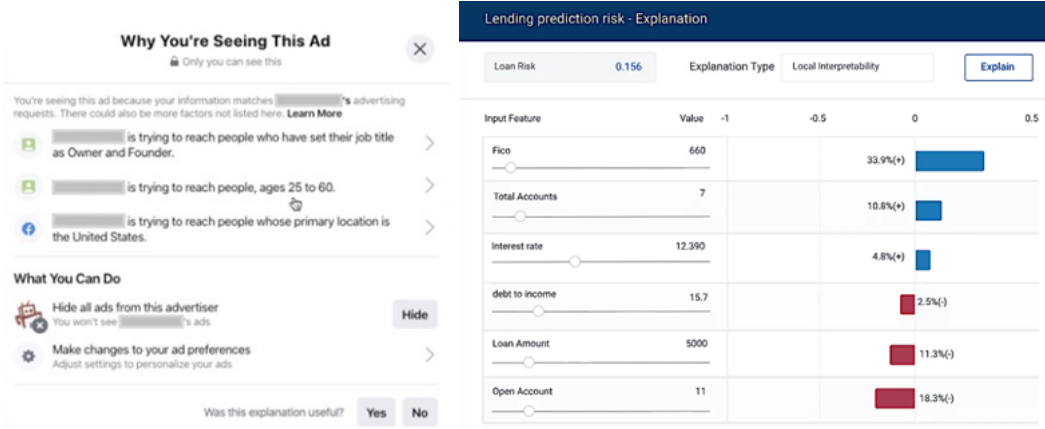 Why You're Seeing This Ad
Only you can see this
You're seeing this ad because your information matches 's advertising
requests. There could also be more factors not listed here. Learn More
is trying to reach people who have set their job title
as Owner and Founder.
is trying to reach people, ages 25 to 60.
is trying to reach people whose primary location is
the United States.
What You Can Do
Hide all ads from this advertiser
You won't see 's ads
Hide
Make changes to your ad preferences
Adjust settings to personalize your ads
Was this explanation useful? Yes No
Lending prediction risk - Explanation
Loan Risk 0.156 Explanation Type Local Interpretability Explain
Input Feature Value -1 -0.5 0 0.5
Fico 660 33.9%(+)
Total Accounts 7 10.8%(+)
Interest rate 12.390 4.8%(+)
debt to income 15.7 2.5%(-)
Loan Amount 5000 11.3%(-)
Open Account 11 18.3%(-)